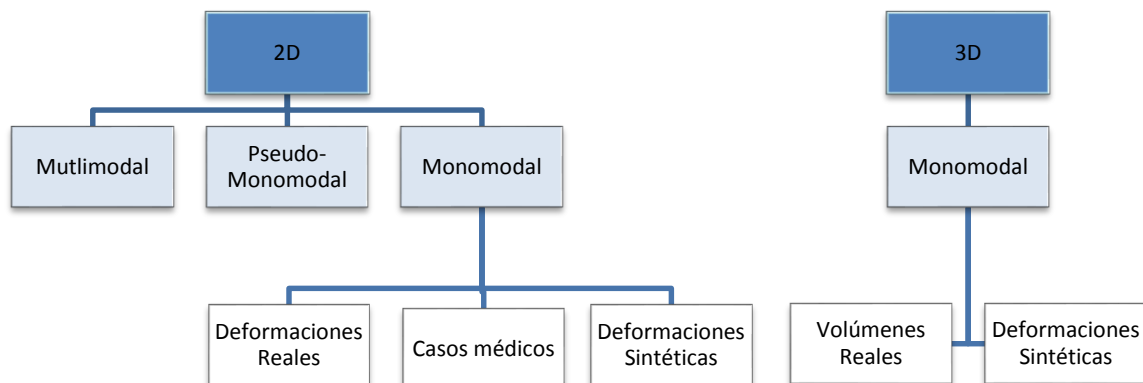 2D
3D
Mutlimodal
Pseudo-
Monomodal
Monomodal
Monomodal
Deformaciones
Reales
Casos médicos
Deformaciones
Sintéticas
Volúmenes
Reales
Deformaciones
Sintéticas